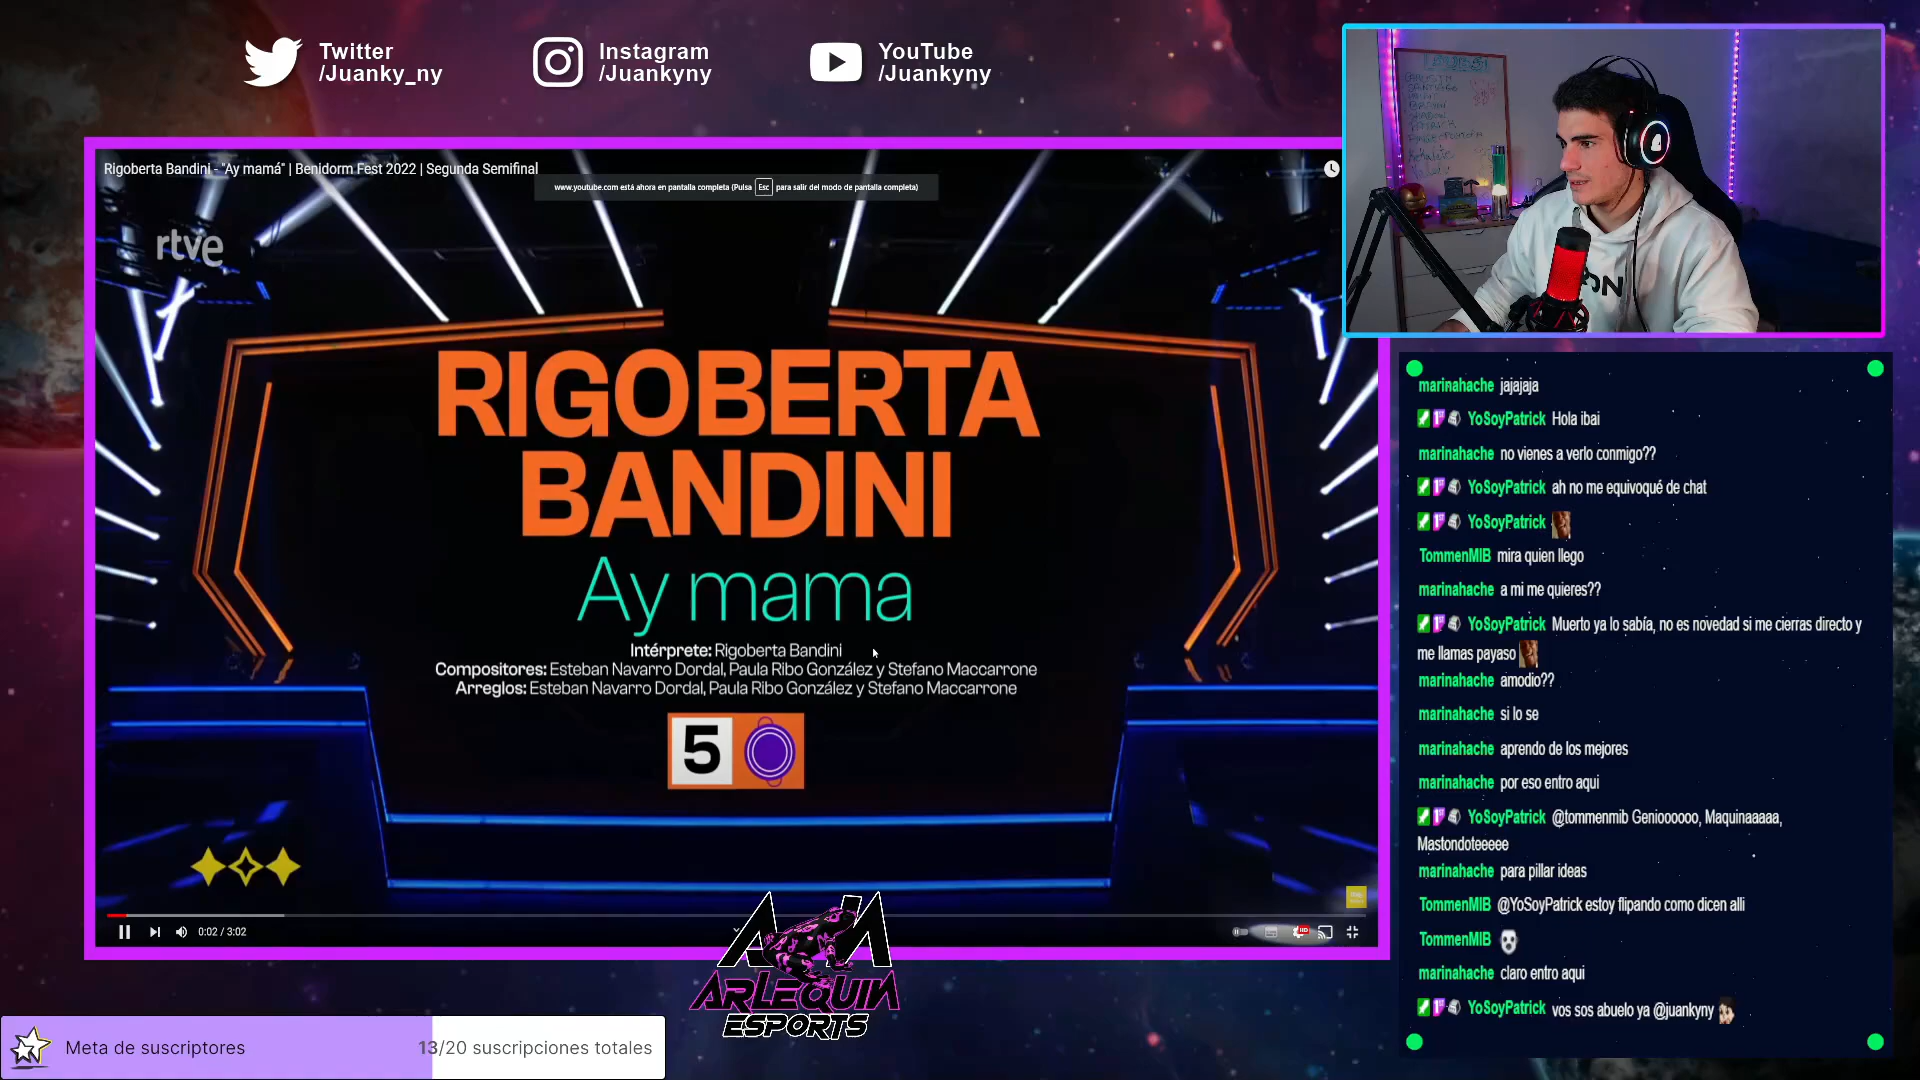 Twitter
/Juanky_ny
Instagram
/Juankyny
YouTube
/Juankyny
Rigoberta Bandini - "Ay mamá" | Benidorm Fest 2022 | Segunda Semifinal
www.youtube.com está ahora en pantalla completa (Pulsa Esc para salir del modo de pantalla completa)
rtve
RIGOBERTA
BANDINI
Ay mama
Intérprete: Rigoberta Bandini
Compositores: Esteban Navarro Dordal, Paula Ribo González y Stefano Maccarrone
Arreglos: Esteban Navarro Dordal, Paula Ribo González y Stefano Maccarrone
5
0:02 / 3:02
HD
ARLEQUIN
ESPORTS
Meta de suscriptores
13/20 suscripciones totales
marinahache jajajaja
YoSoyPatrick Hola ibai
marinahache no vienes a verlo conmigo??
YoSoyPatrick ah no me equivoqué de chat
YoSoyPatrick
TommenMIB mira quien llego
marinahache a mi me quieres??
YoSoyPatrick Muerto ya lo sabía, no es novedad si me cierras directo y
me llamas payaso
marinahache amodio??
marinahache si lo se
marinahache aprendo de los mejores
marinahache por eso entro aqui
YoSoyPatrick @tommenmib Genioooooo, Maquinaaaaa,
Mastondoteeeee
marinahache para pillar ideas
TommenMIB @YoSoyPatrick estoy flipando como dicen alli
TommenMIB
marinahache claro entro aqui
YoSoyPatrick vos sos abuelo ya @juankyny